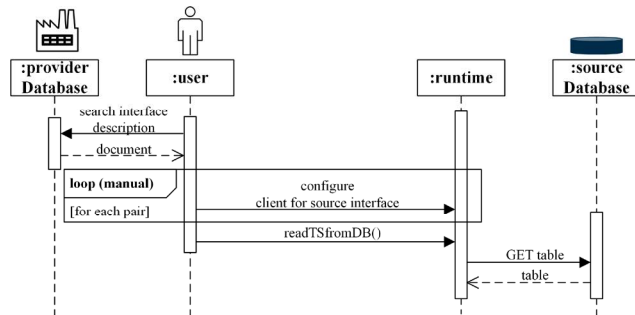 :provider
Database
:user
:runtime
:source
Database
search interface
description
document
loop (manual)
[for each pair]
configure
client for source interface
readTSfromDB()
GET table
table